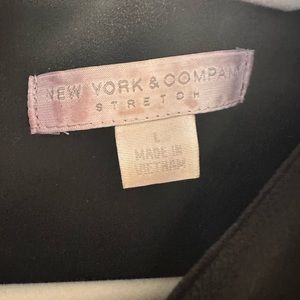 NEW YORK & COMPAN
STRETCH
L
MADE IN
VIETNAM